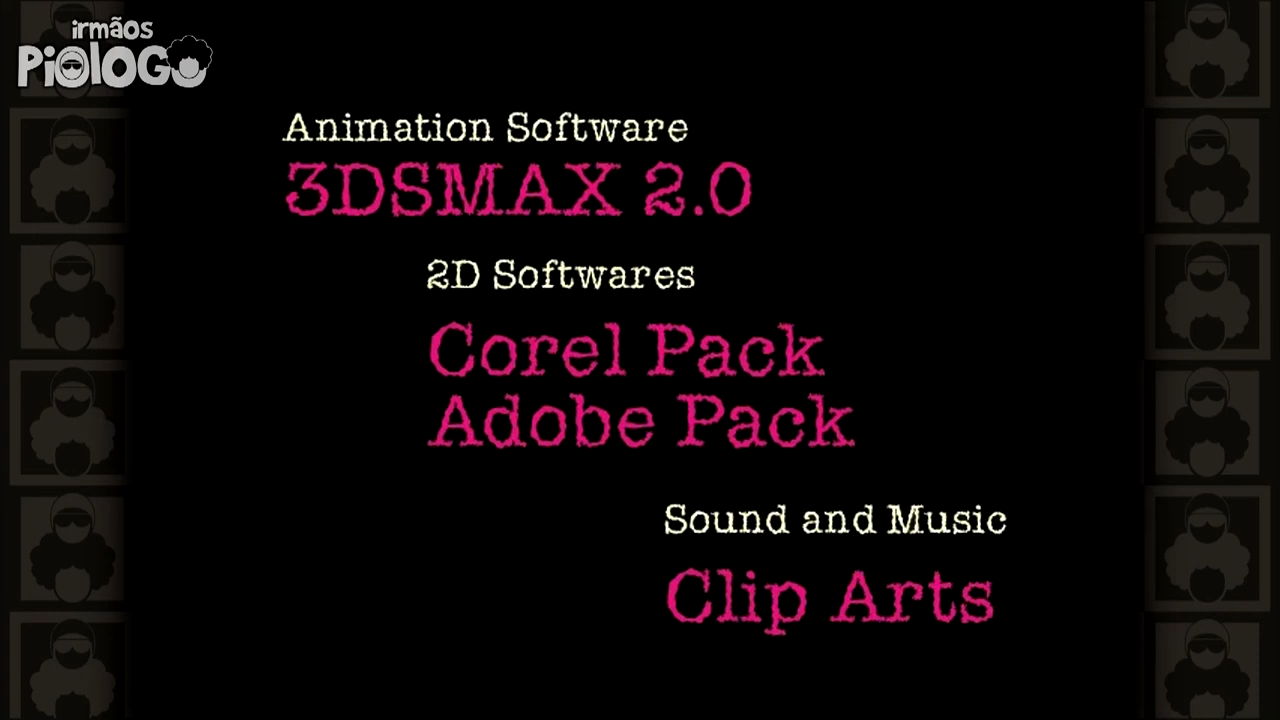 irmãos
PiOLOGO
Animation Software
3DSMAX 2.0
2D Softwares
Corel Pack
Adobe Pack
Sound and Music
Clip Arts